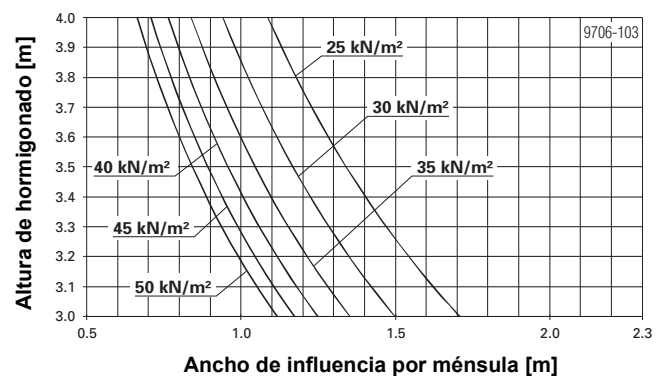 9706-103
Altura de hormigonado [m]
4.0
3.9
3.8
3.7
3.6
3.5
3.4
3.3
3.2
3.1
3.0
25 kN/m²
30 kN/m²
40 kN/m²
35 kN/m²
45 kN/m²
50 kN/m²
0.5 1.0 1.5 2.0 2.3
Ancho de influencia por ménsula [m]